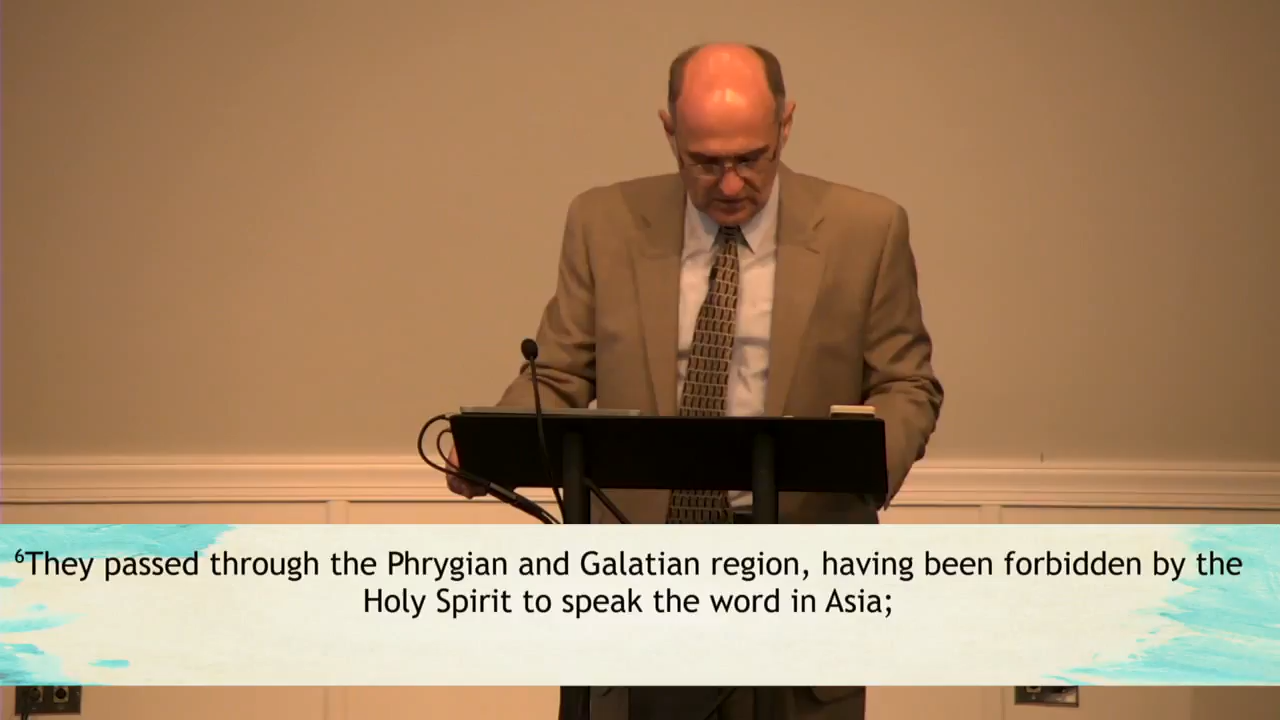 ⁶They passed through the Phrygian and Galatian region, having been forbidden by the
Holy Spirit to speak the word in Asia;